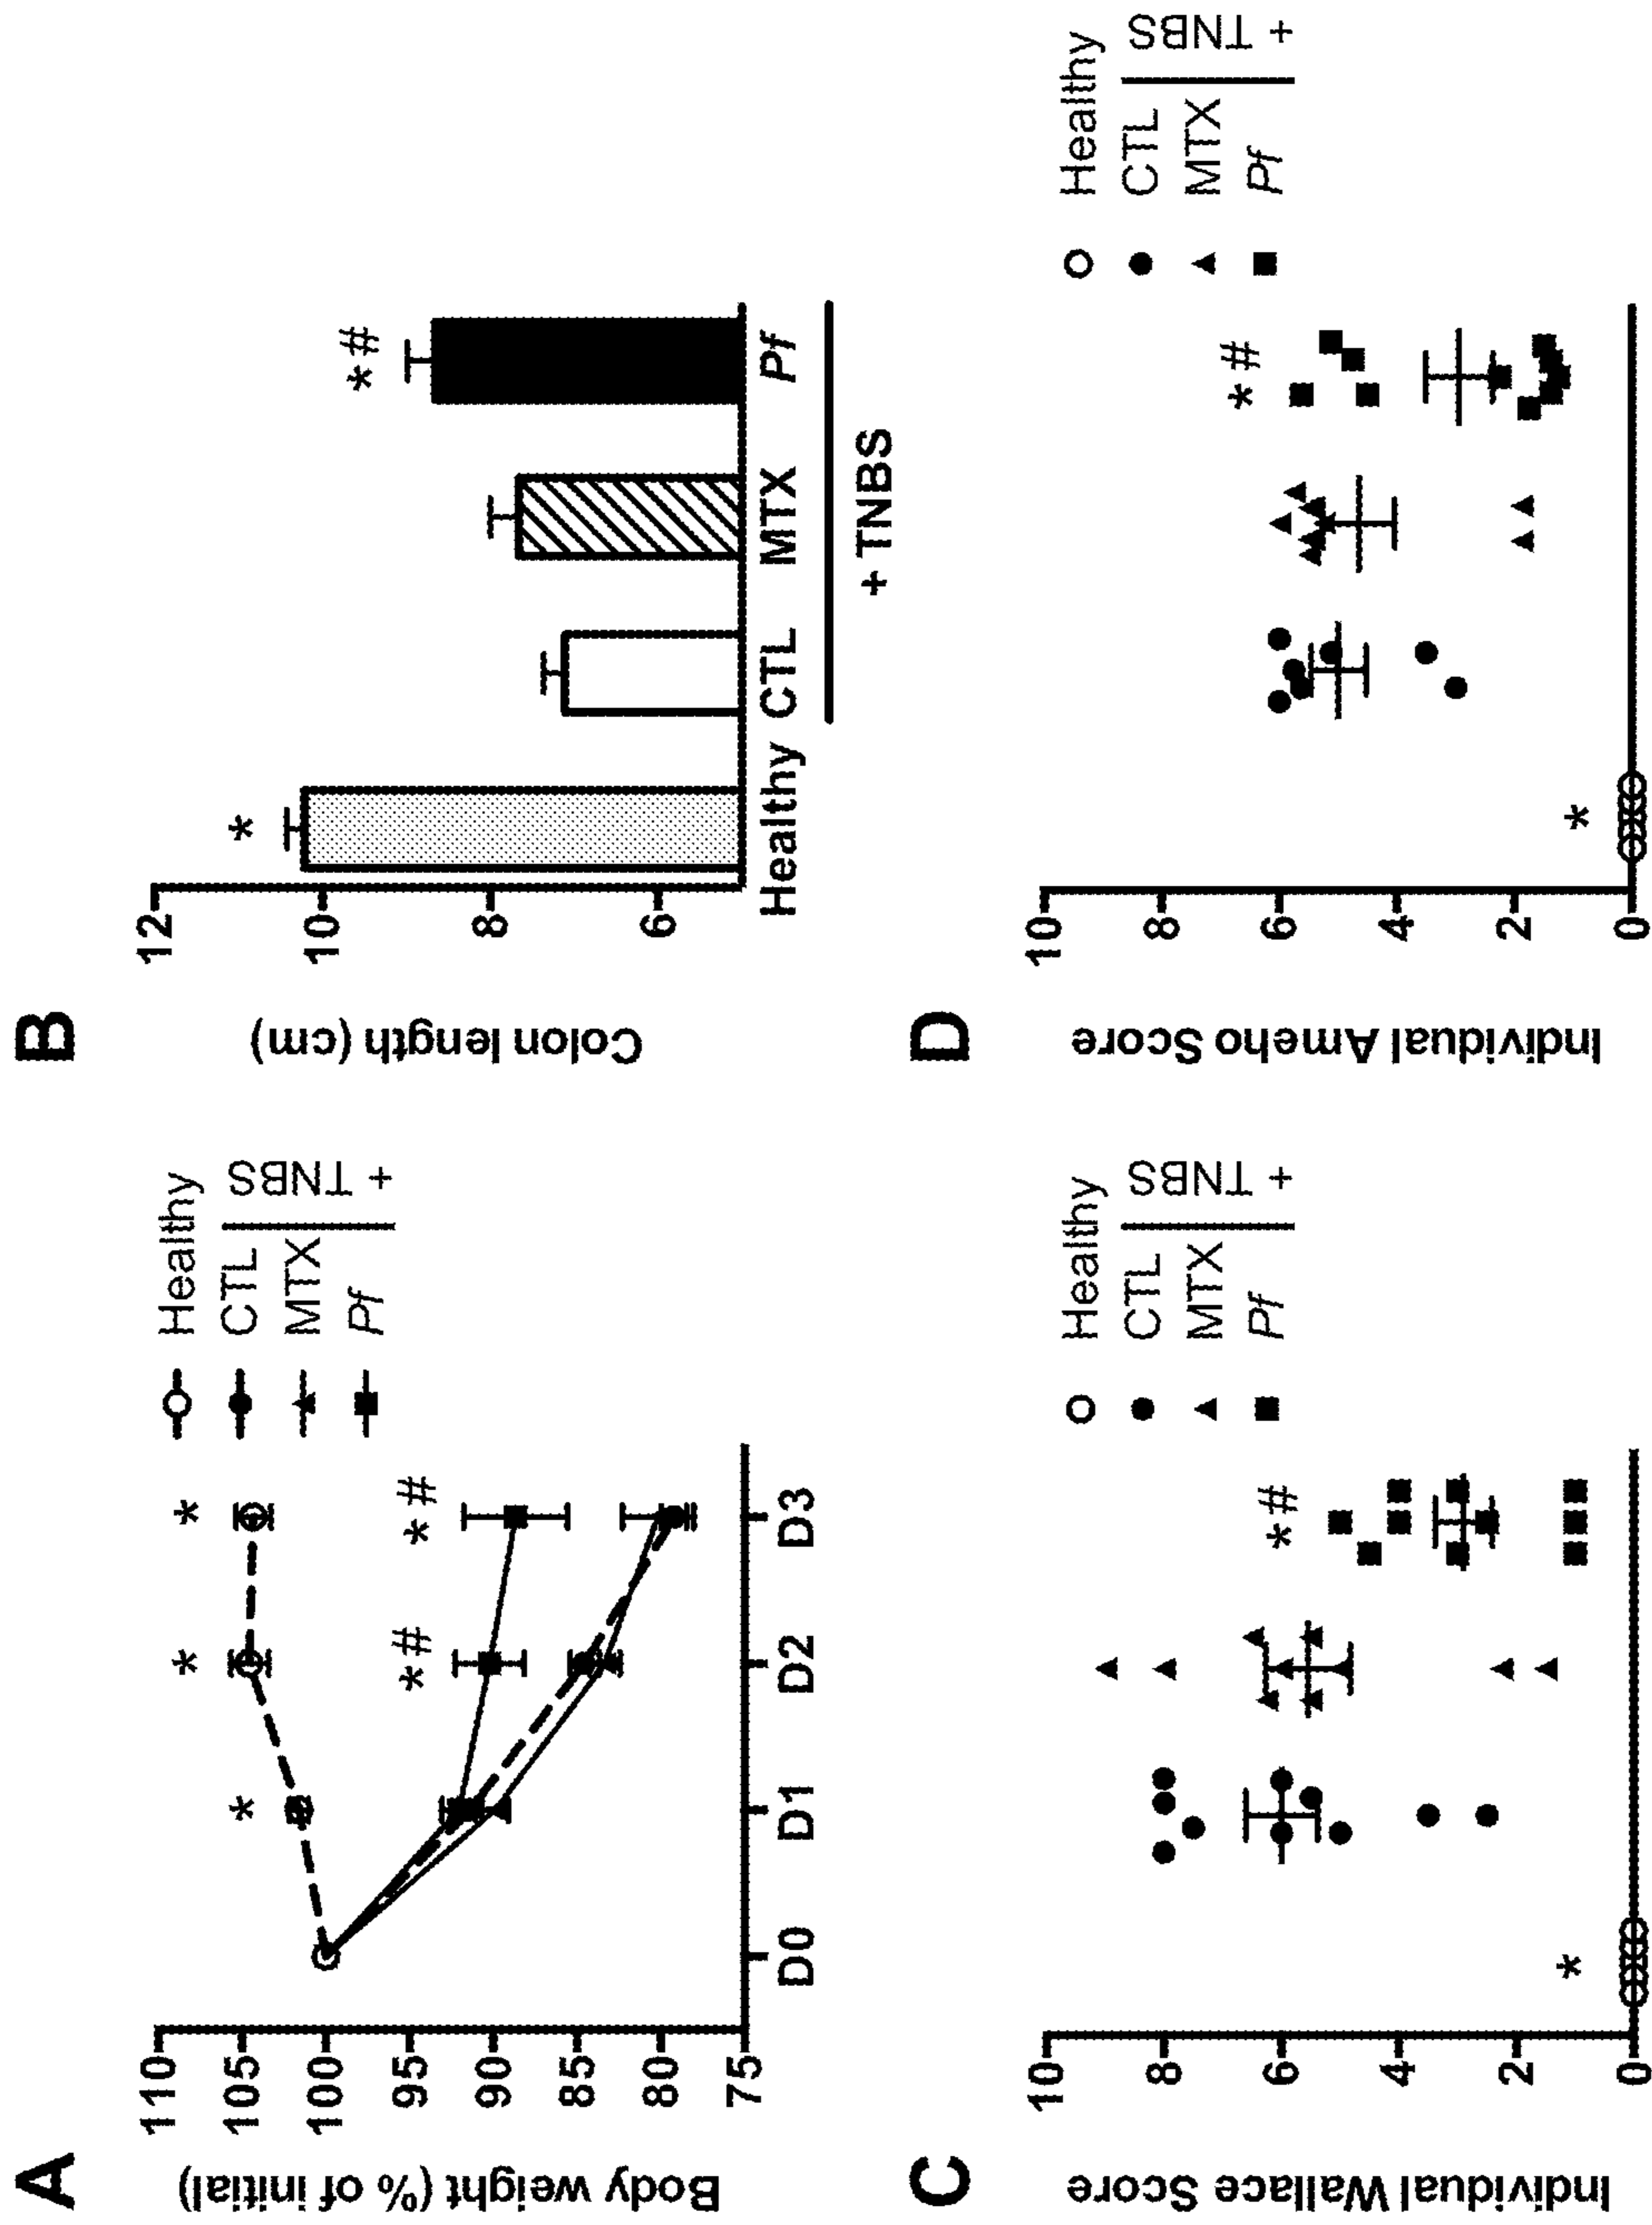 A
Body weight (% of initial)
110
105
100
95
90
85
80
75
D0 D1 D2 D3
* * *
*# *#
Healthy
CTL
MTX
Pf
+ TNBS
B
Colon length (cm)
12
10
8
6
* *#
Healthy CTL MTX Pf
+ TNBS
C
Individual Wallace Score
10
8
6
4
2
0
* *#
Healthy
CTL
MTX
Pf
+ TNBS
D
Individual Ameho Score
10
8
6
4
2
0
* *#
Healthy
CTL
MTX
Pf
+ TNBS